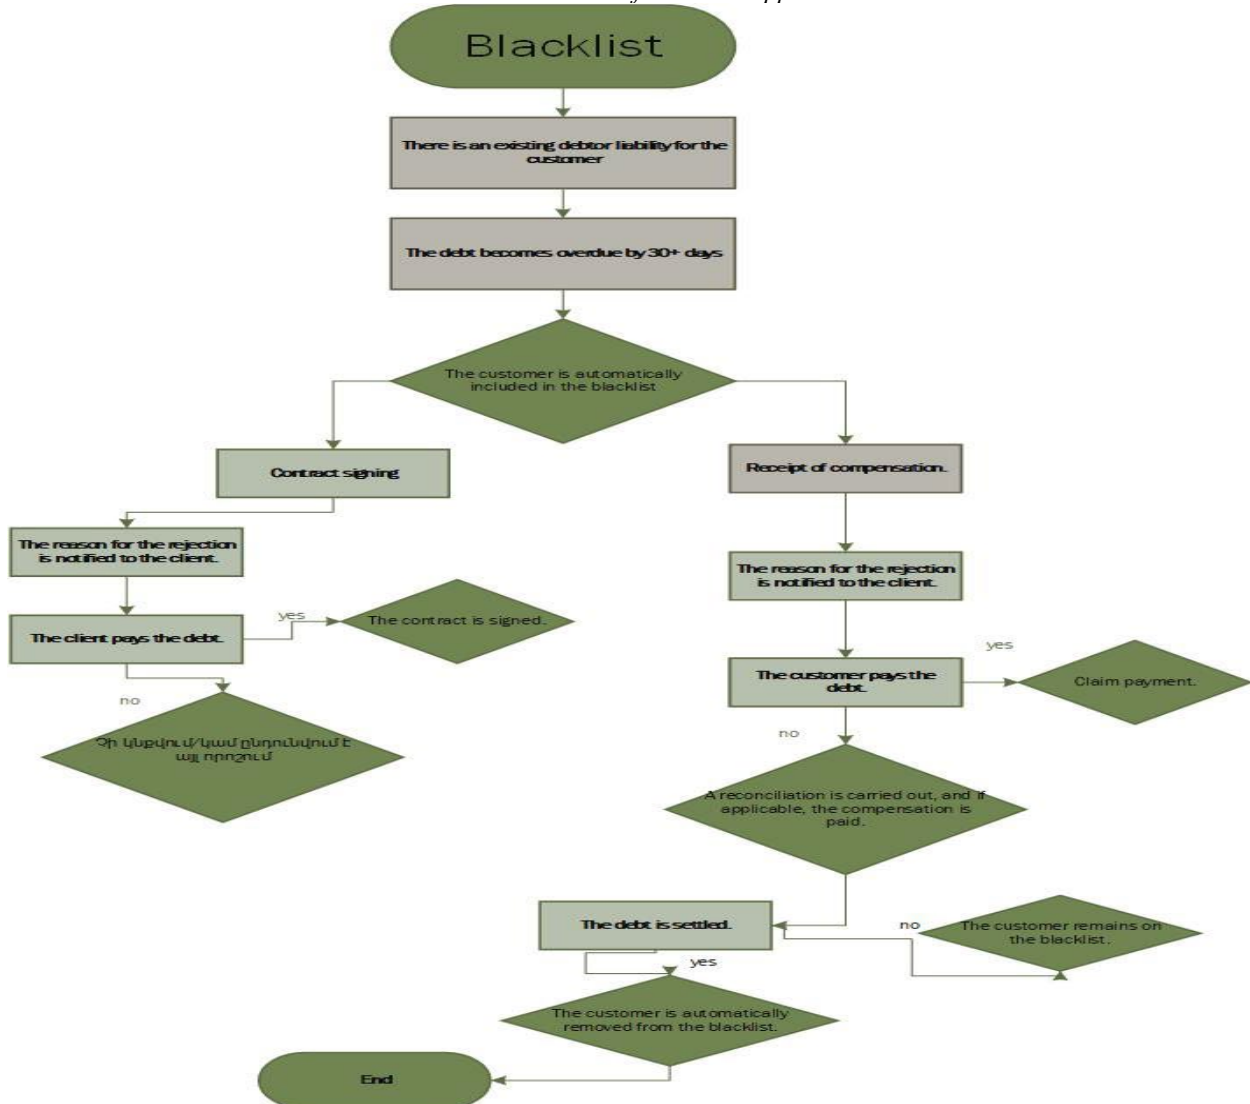 Blacklist
There is an existing debtor liability for the
customer
The debt becomes overdue by 30+ days
The customer is automatically
included in the blacklist
Contract signing
Receipt of compensation.
The reason for the rejection
is notified to the client.
The reason for the rejection
is notified to the client.
The client pays the debt.
yes
The contract is signed.
no
Չի կնքվում/կամ ընդունվում է
այլ որոշում
The customer pays the
debt.
yes
Claim payment.
no
A reconciliation is carried out, and if
applicable, the compensation is
paid.
The debt is settled.
no
The customer remains on
the blacklist.
yes
The customer is automatically
removed from the blacklist.
End